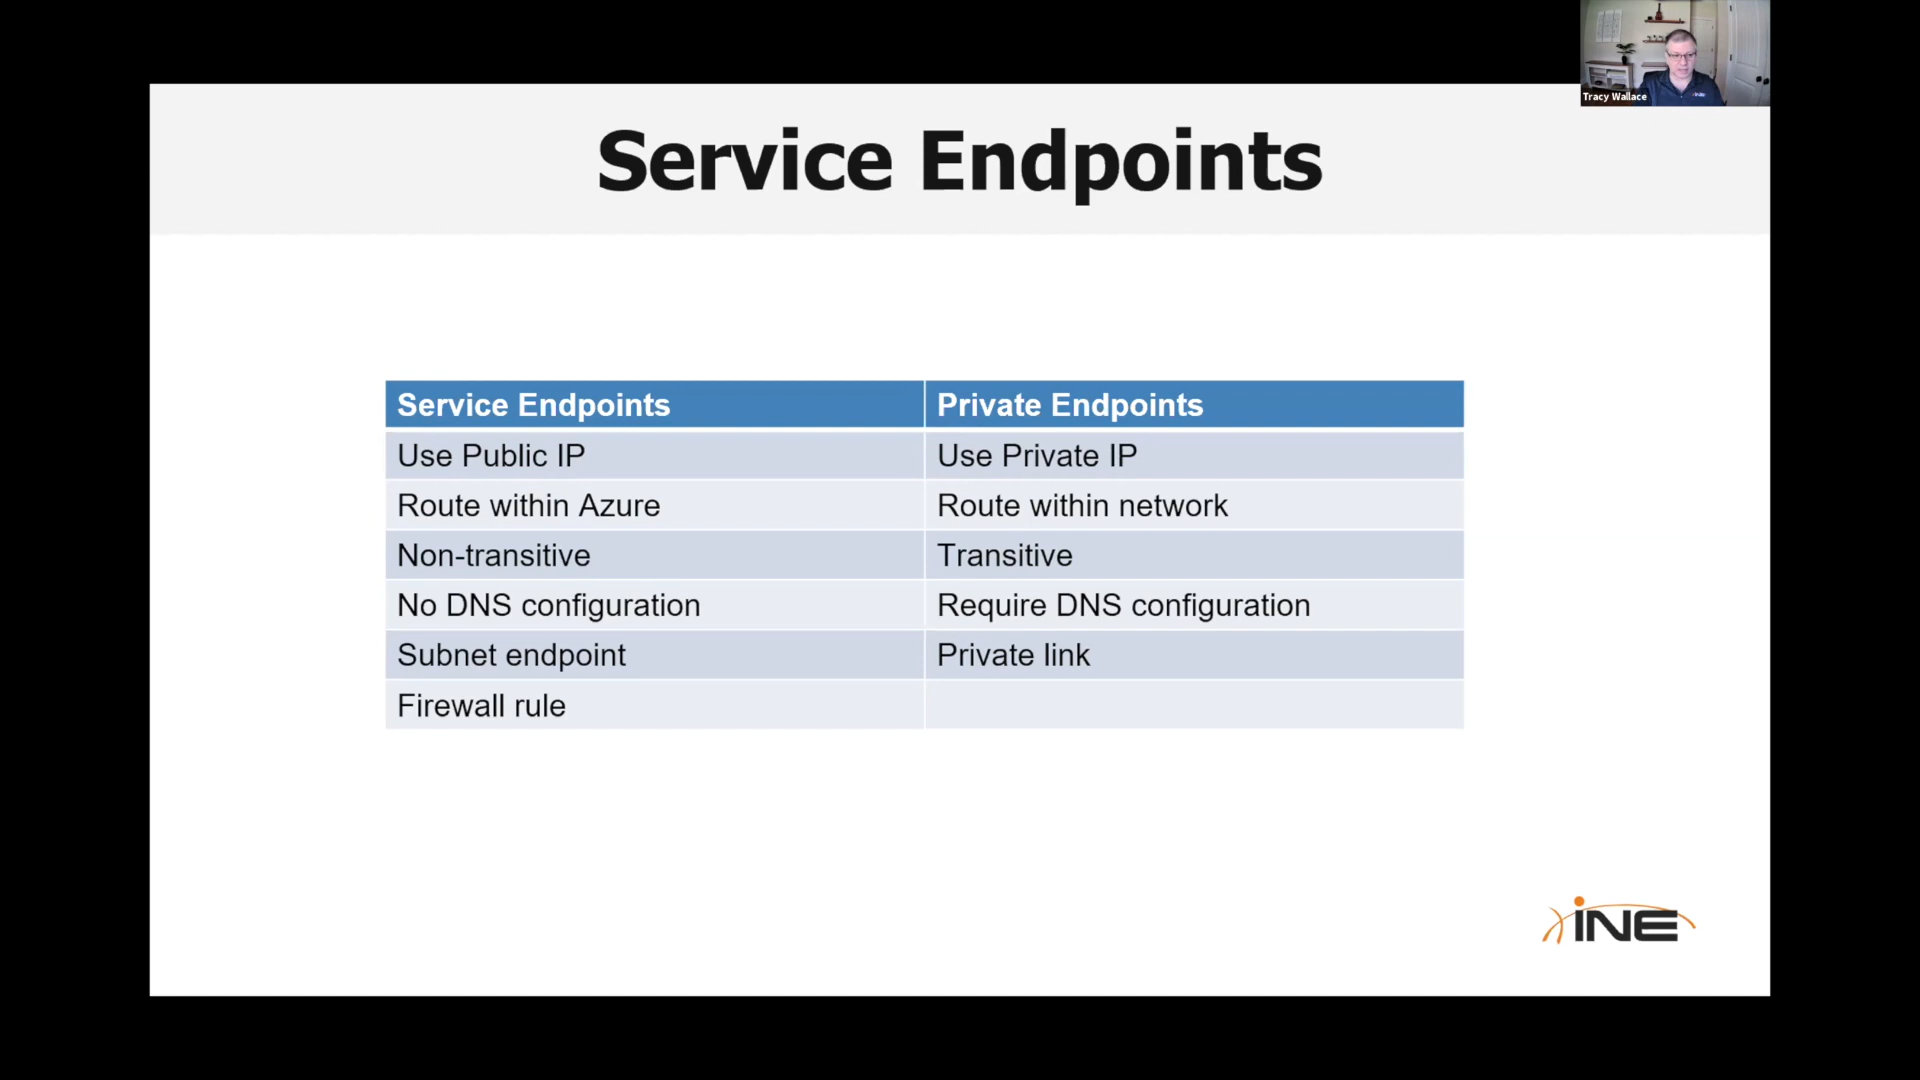 Tracy Wallace
Service Endpoints
Service Endpoints Private Endpoints
Use Public IP Use Private IP
Route within Azure Route within network
Non-transitive Transitive
No DNS configuration Require DNS configuration
Subnet endpoint Private link
Firewall rule
iNE